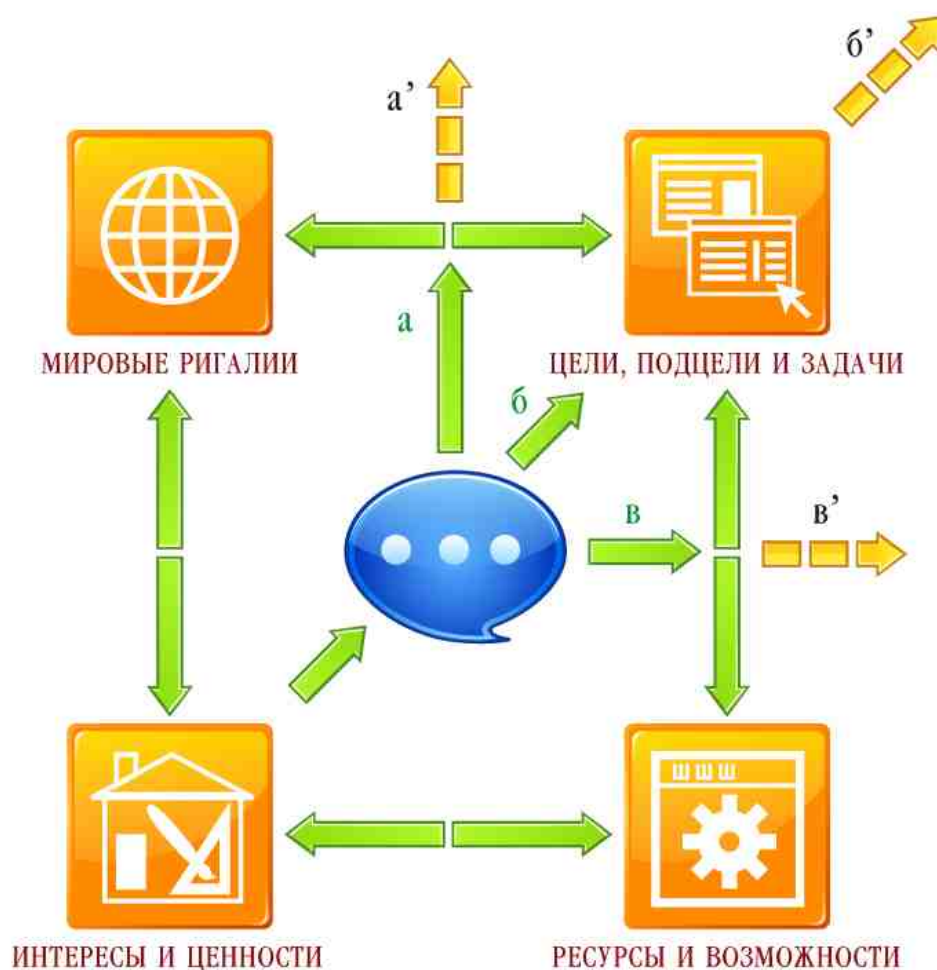 б’
а’
а
МИРОВЫЕ РИГАЛИИ
ЦЕЛИ, ПОДЦЕЛИ И ЗАДАЧИ
б
в
в’
ш ш ш
ИНТЕРЕСЫ И ЦЕННОСТИ
РЕСУРСЫ И ВОЗМОЖНОСТИ